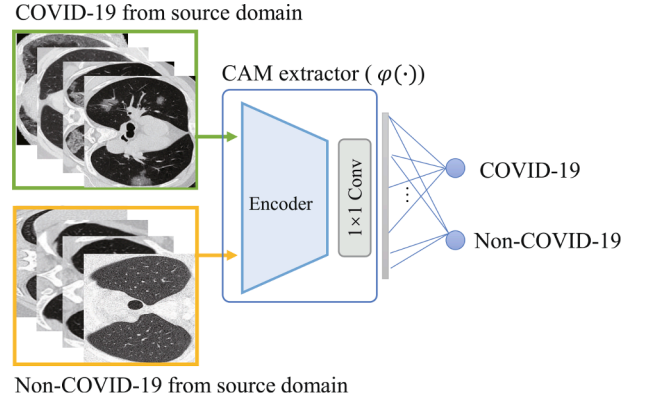 COVID-19 from source domain
CAM extractor ( φ(·))
Encoder
1×1 Conv
...
COVID-19
Non-COVID-19
Non-COVID-19 from source domain